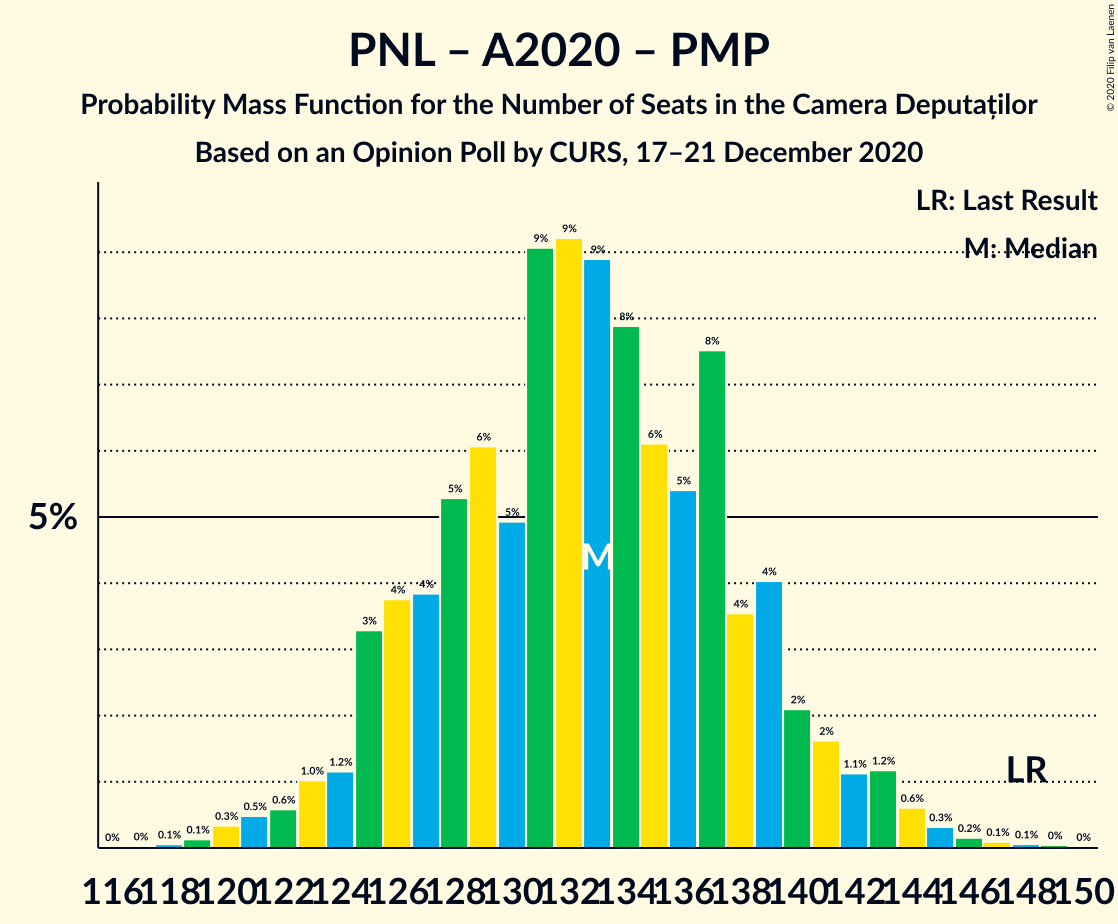 PNL – A2020 – PMP
Probability Mass Function for the Number of Seats in the Camera Deputaților
Based on an Opinion Poll by CURS, 17–21 December 2020
© 2020 Filip van Laenen
LR: Last Result
M: Median
5%
0% 0% 0.1% 0.1% 0.3% 0.5% 0.6% 1.0% 1.2% 3% 4% 4% 5% 6% 5% 9% 9% 9% 8% 6% 5% 8% 4% 4% 2% 2% 1.1% 1.2% 0.6% 0.3% 0.2% 0.1% 0.1% 0% 0%
M
LR
116 118 120 122 124 126 128 130 132 134 136 138 140 142 144 146 148 150